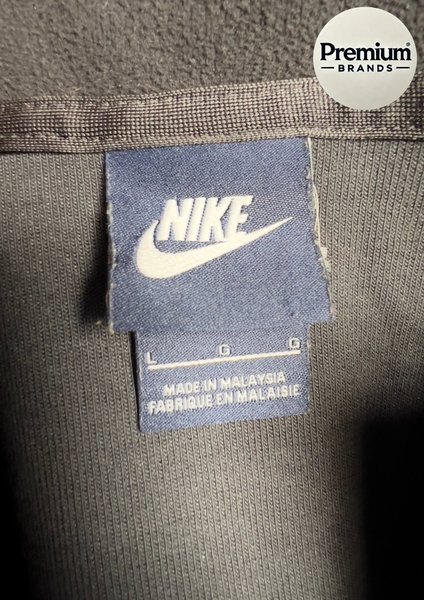 Premium®
BRANDS
NIKE
L G G
MADE IN MALAYSIA
FABRIQUE EN MALAISIE